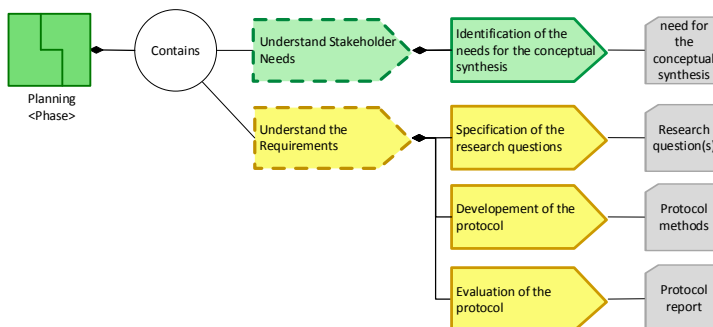 Planning
<Phase>
Contains
Understand Stakeholder
Needs
Identification of the
needs for the conceptual
synthesis
need for
the
conceptual
synthesis
Understand the
Requirements
Specification of the
research questions
Research
question(s)
Developement of the
protocol
Protocol
methods
Evaluation of the
protocol
Protocol
report